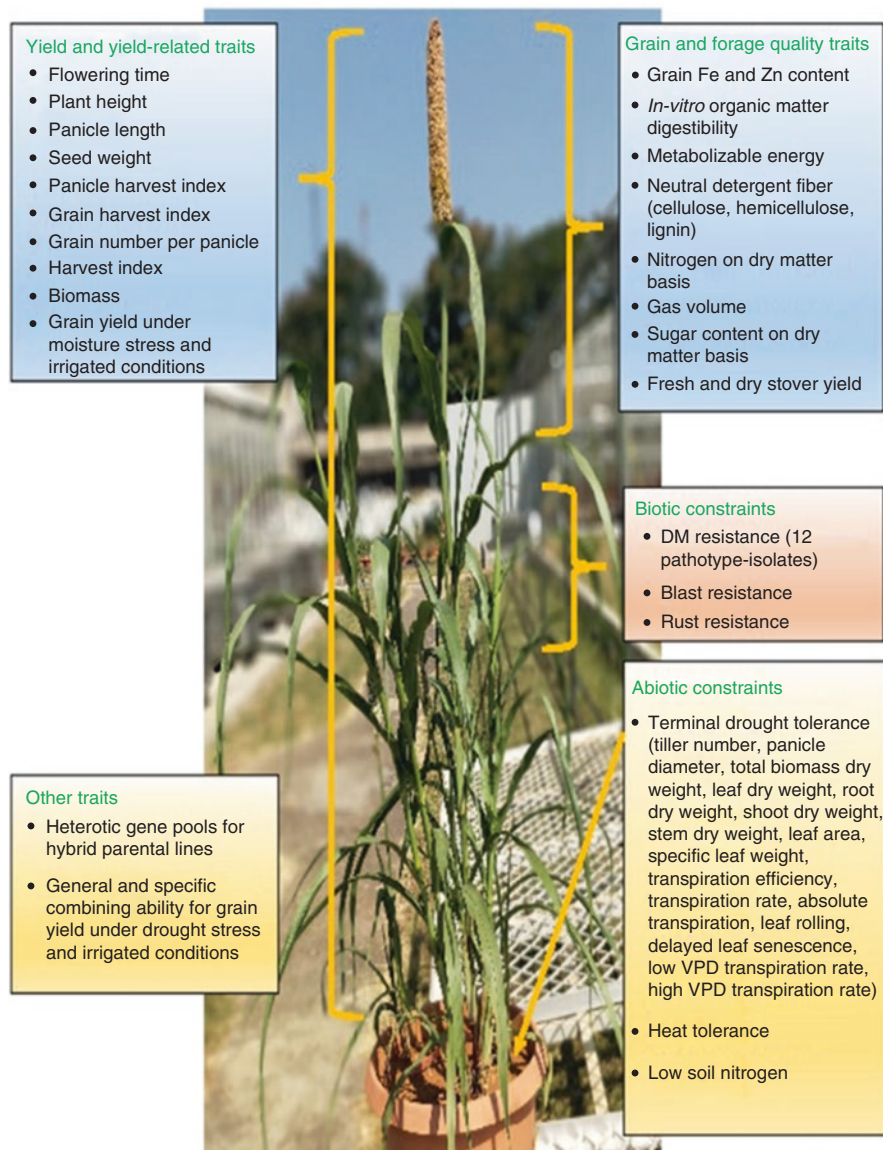 Yield and yield-related traits
• Flowering time
• Plant height
• Panicle length
• Seed weight
• Panicle harvest index
• Grain harvest index
• Grain number per panicle
• Harvest index
• Biomass
• Grain yield under
moisture stress and
irrigated conditions
Grain and forage quality traits
• Grain Fe and Zn content
• In-vitro organic matter
digestibility
• Metabolizable energy
• Neutral detergent fiber
(cellulose, hemicellulose,
lignin)
• Nitrogen on dry matter
basis
• Gas volume
• Sugar content on dry
matter basis
• Fresh and dry stover yield
Biotic constraints
• DM resistance (12
pathotype-isolates)
• Blast resistance
• Rust resistance
Other traits
• Heterotic gene pools for
hybrid parental lines
• General and specific
combining ability for grain
yield under drought stress
and irrigated conditions
Abiotic constraints
• Terminal drought tolerance
(tiller number, panicle
diameter, total biomass dry
weight, leaf dry weight, root
dry weight, shoot dry weight,
stem dry weight, leaf area,
specific leaf weight,
transpiration efficiency,
transpiration rate, absolute
transpiration, leaf rolling,
delayed leaf senescence,
low VPD transpiration rate,
high VPD transpiration rate)
• Heat tolerance
• Low soil nitrogen